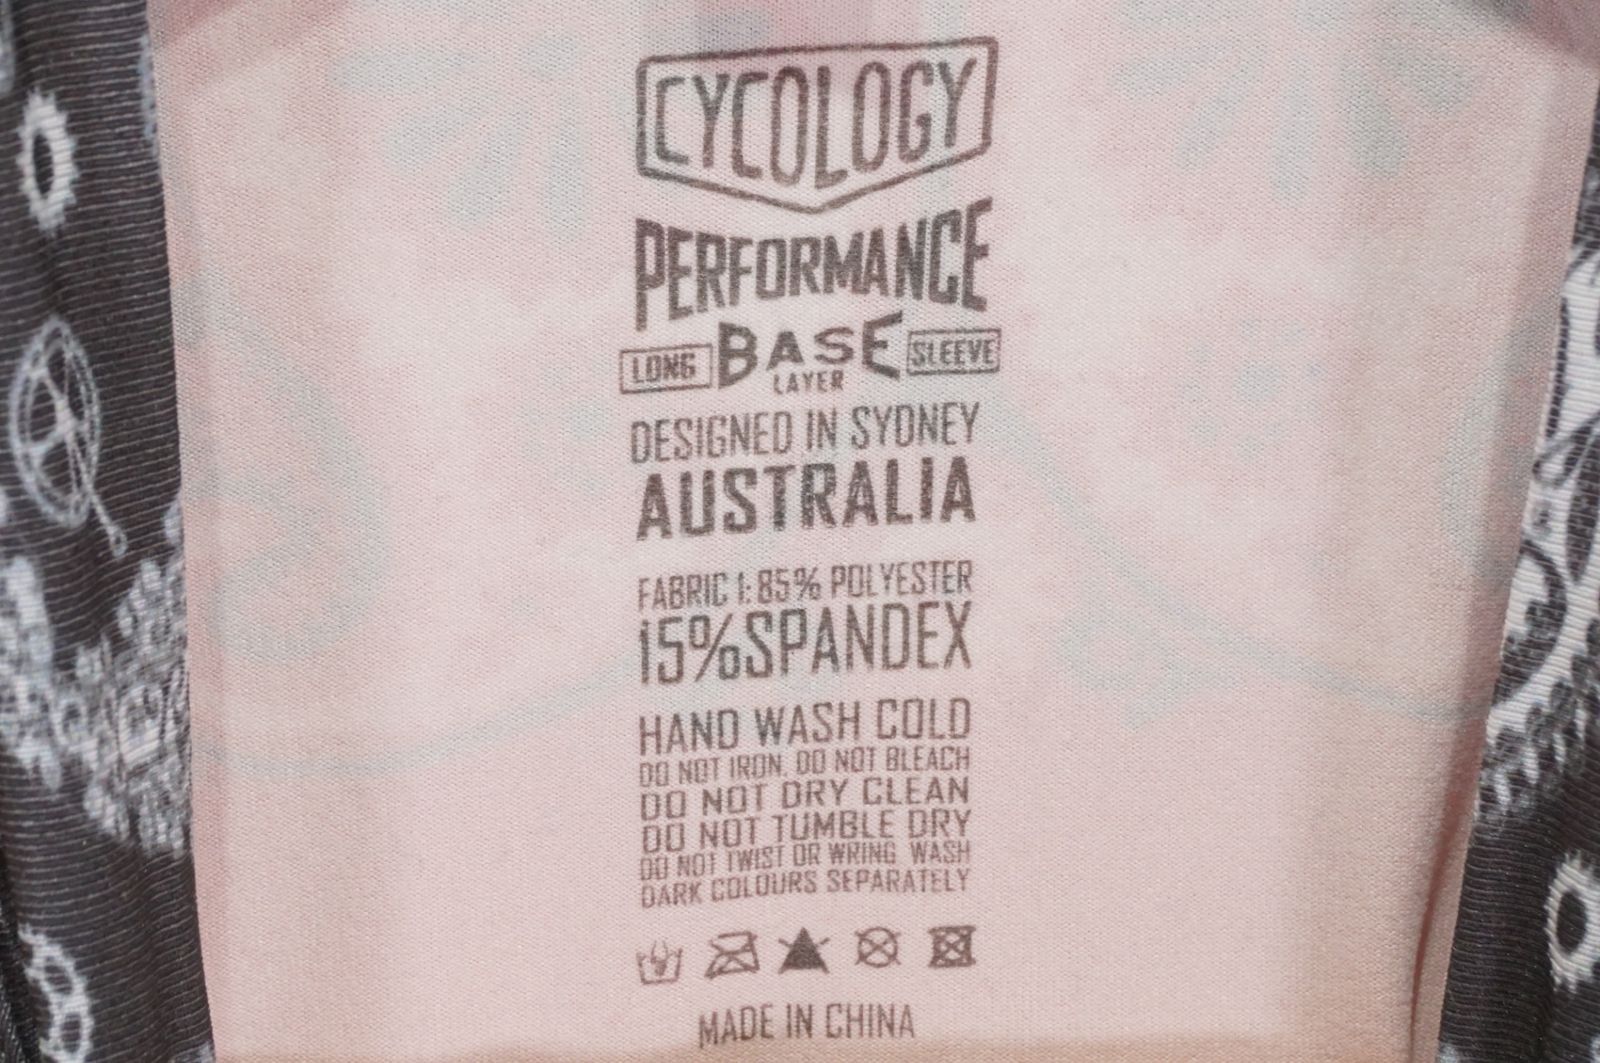 CYCOLOGY
PERFORMANCE
LONG BASE SLEEVE
LAYER
DESIGNED IN SYDNEY
AUSTRALIA
FABRIC 1: 85% POLYESTER
15%SPANDEX
HAND WASH COLD
DO NOT IRON. DO NOT BLEACH
DO NOT DRY CLEAN
DO NOT TUMBLE DRY
DO NOT TWIST OR WRING WASH
DARK COLOURS SEPARATELY
MADE IN CHINA